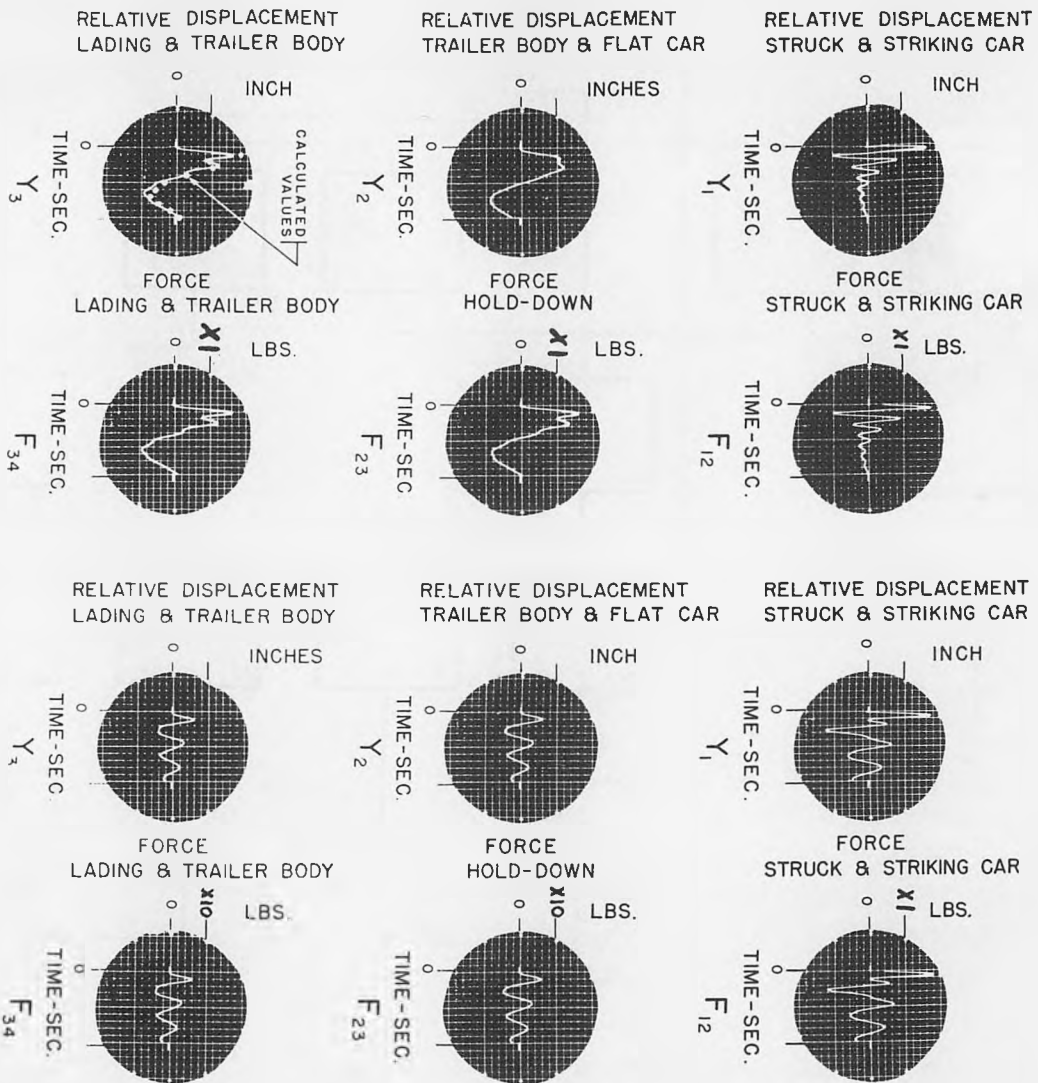 RELATIVE DISPLACEMENT
LADING & TRAILER BODY
0
INCH
0
TIME-SEC.
Y3
CALCULATED
VALUES
RELATIVE DISPLACEMENT
TRAILER BODY & FLAT CAR
0
INCHES
0
TIME-SEC.
Y2
RELATIVE DISPLACEMENT
STRUCK & STRIKING CAR
0
INCH
0
TIME-SEC.
Y1
FORCE
LADING & TRAILER BODY
0
X1
LBS.
0
TIME-SEC.
F34
FORCE
HOLD-DOWN
0
X1
LBS.
0
TIME-SEC
F23
FORCE
STRUCK & STRIKING CAR
0
X1
LBS.
0
TIME-SEC.
F12
RELATIVE DISPLACEMENT
LADING & TRAILER BODY
0
INCHES
0
TIME-SEC.
Y3
RELATIVE DISPLACEMENT
TRAILER BODY & FLAT CAR
0
INCH
0
TIME-SEC.
Y2
RELATIVE DISPLACEMENT
STRUCK & STRIKING CAR
0
INCH
0
TIME-SEC.
Y1
FORCE
LADING & TRAILER BODY
0
X10
LBS.
0
TIME-SEC.
F34
FORCE
HOLD-DOWN
0
X10
LBS.
0
TIME-SEC.
F23
FORCE
STRUCK & STRIKING CAR
0
X1
LBS.
0
TIME-SEC.
F12